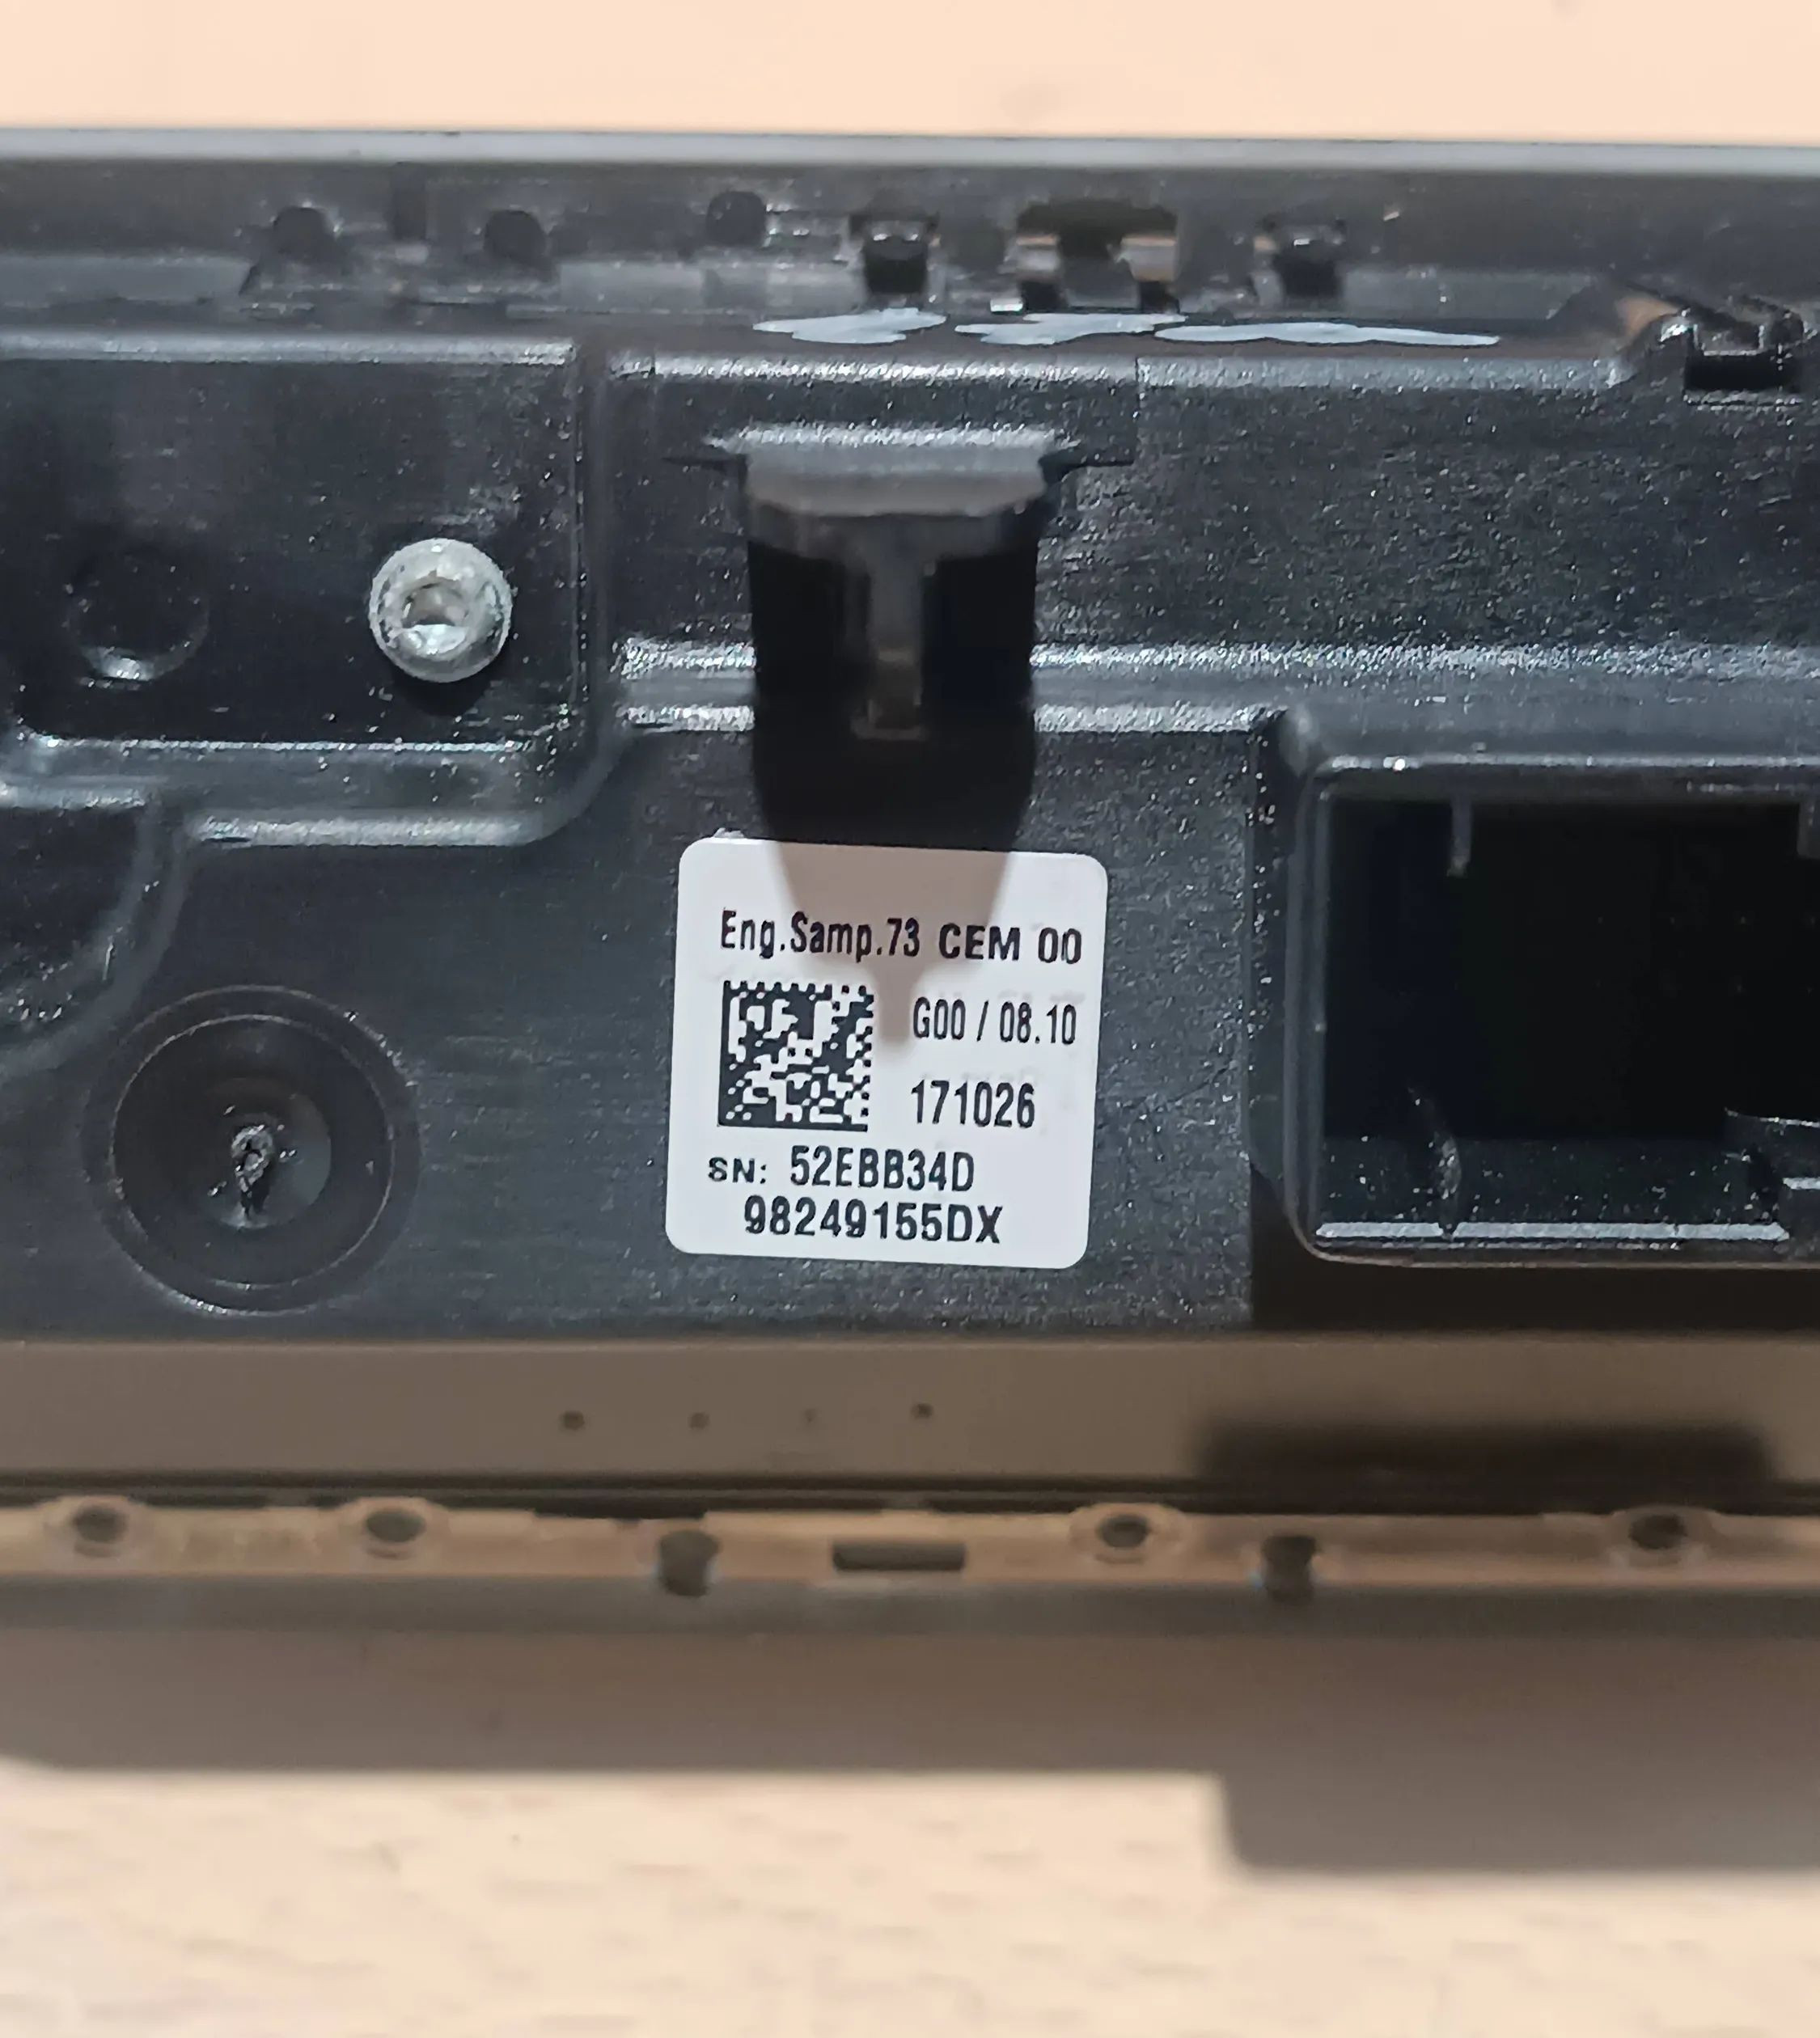 Eng.Samp.73 CEM 00
G00 / 08.10
171026
SN: 52EBB34D
98249155DX